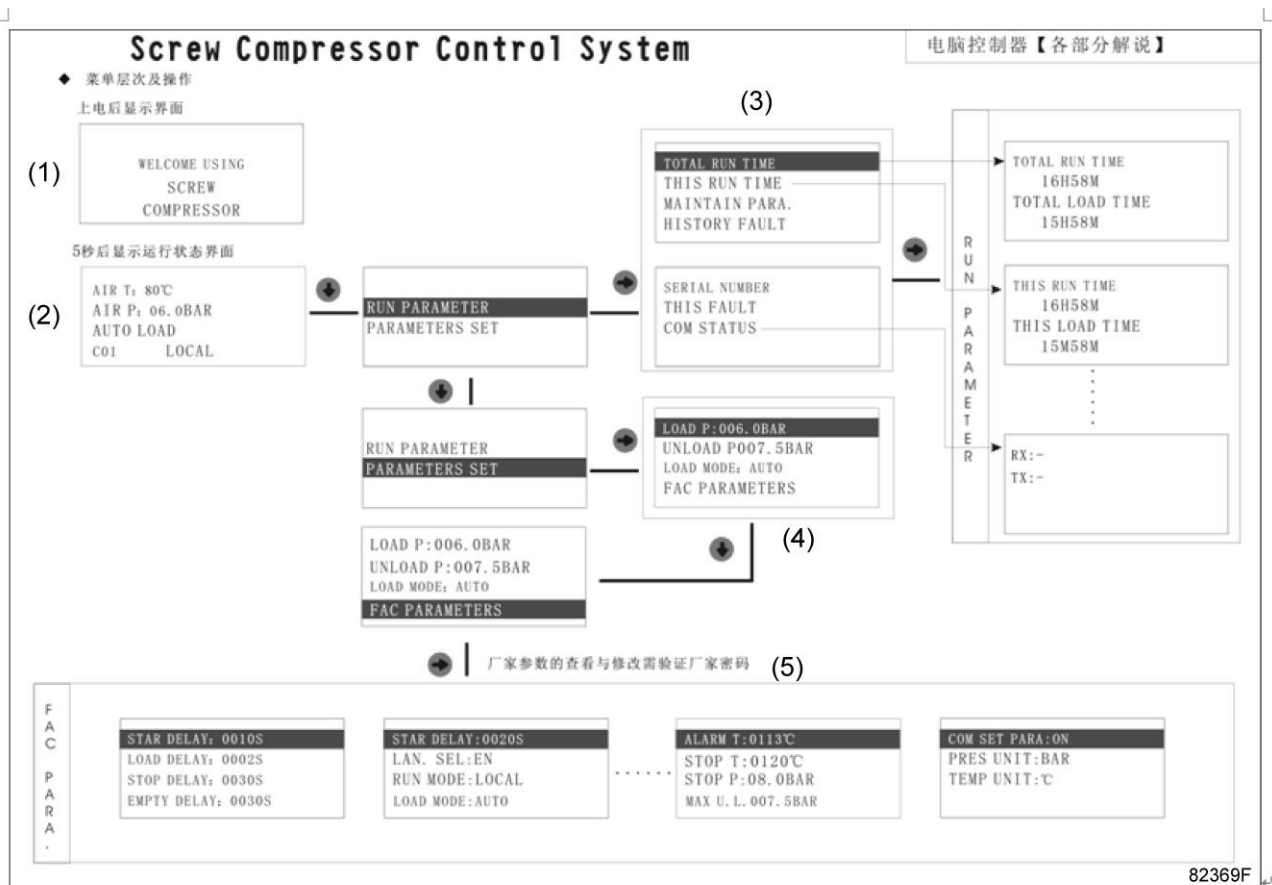 Screw Compressor Control System
电脑控制器【各部分解说】
◆ 菜单层次及操作
上电后显示界面
(1)
WELCOME USING
SCREW
COMPRESSOR
5秒后显示运行状态界面
(2)
AIR T: 80℃
AIR P: 06.0BAR
AUTO LOAD
C01 LOCAL
RUN PARAMETER
PARAMETERS SET
(3)
TOTAL RUN TIME
THIS RUN TIME
MAINTAIN PARA.
HISTORY FAULT
SERIAL NUMBER
THIS FAULT
COM STATUS
RUN PARAMETER
TOTAL RUN TIME
16H58M
TOTAL LOAD TIME
15H58M
THIS RUN TIME
16H58M
THIS LOAD TIME
15M58M
RX:-
TX:-
RUN PARAMETER
PARAMETERS SET
LOAD P:006.0BAR
UNLOAD P007.5BAR
LOAD MODE: AUTO
FAC PARAMETERS
(4)
LOAD P:006.0BAR
UNLOAD P:007.5BAR
LOAD MODE: AUTO
FAC PARAMETERS
厂家参数的查看与修改需验证厂家密码
(5)
FAC PARA.
STAR DELAY: 0010S
LOAD DELAY: 0002S
STOP DELAY: 0030S
EMPTY DELAY: 0030S
STAR DELAY:0020S
LAN. SEL:EN
RUN MODE:LOCAL
LOAD MODE:AUTO
ALARM T:0113℃
STOP T:0120℃
STOP P:08.0BAR
MAX U.L.007.5BAR
COM SET PARA:ON
PRES UNIT:BAR
TEMP UNIT:℃
82369F